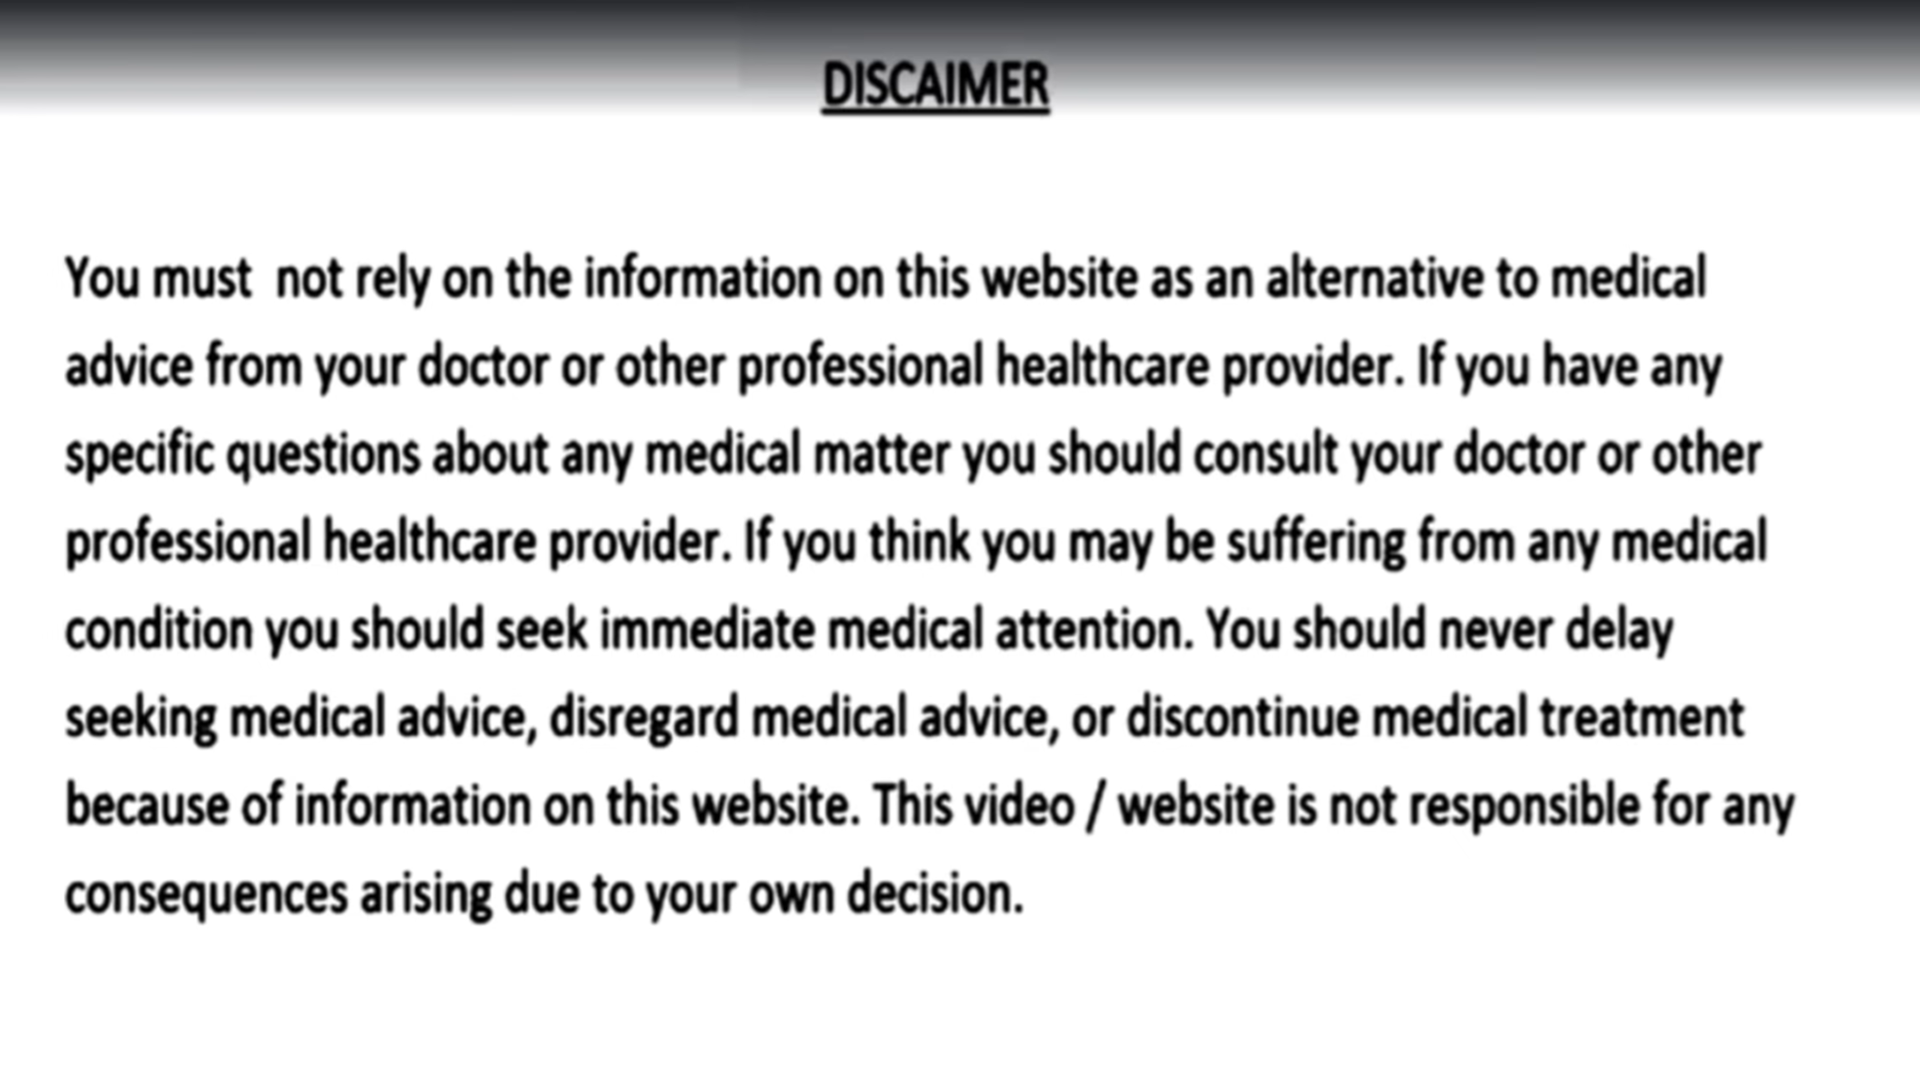 DISCAIMER
You must  not rely on the information on this website as an alternative to medical
advice from your doctor or other professional healthcare provider. If you have any
specific questions about any medical matter you should consult your doctor or other
professional healthcare provider. If you think you may be suffering from any medical
condition you should seek immediate medical attention. You should never delay
seeking medical advice, disregard medical advice, or discontinue medical treatment
because of information on this website. This video / website is not responsible for any
consequences arising due to your own decision.